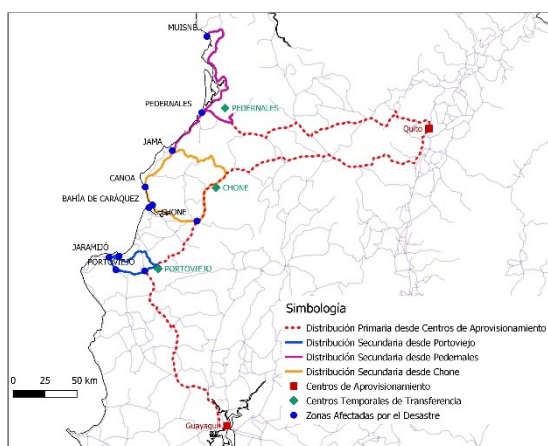 MUISNE
PEDERNALES
PEDERNALES
Quito
JAMA
CANOA
CHONE
BAHÍA DE CARÁQUEZ
CHONE
JARAMIJÓ
PORTOVIEJO
PORTOVIEJO
Simbología
Distribución Primaria desde Centros de Aprovisionamiento
Distribución Secundaria desde Portoviejo
Distribución Secundaria desde Pedernales
Distribución Secundaria desde Chone
Centros de Aprovisionamiento
Centros Temporales de Transferencia
Zonas Afectadas por el Desastre
0 25 50 km
Guayaquil